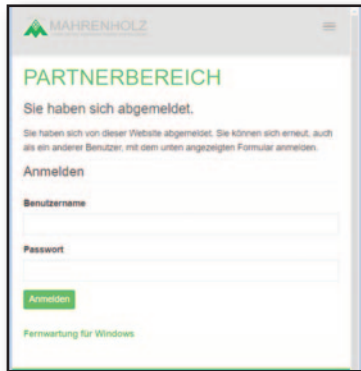 MAHRENHOLZ
PARTNERBEREICH
Sie haben sich abgemeldet.
Sie haben sich von dieser Website abgemeldet. Sie können sich erneut, auch
als ein anderer Benutzer, mit dem unten angezeigten Formular anmelden.
Anmelden
Benutzername
Passwort
Anmelden
Fernwartung für Windows